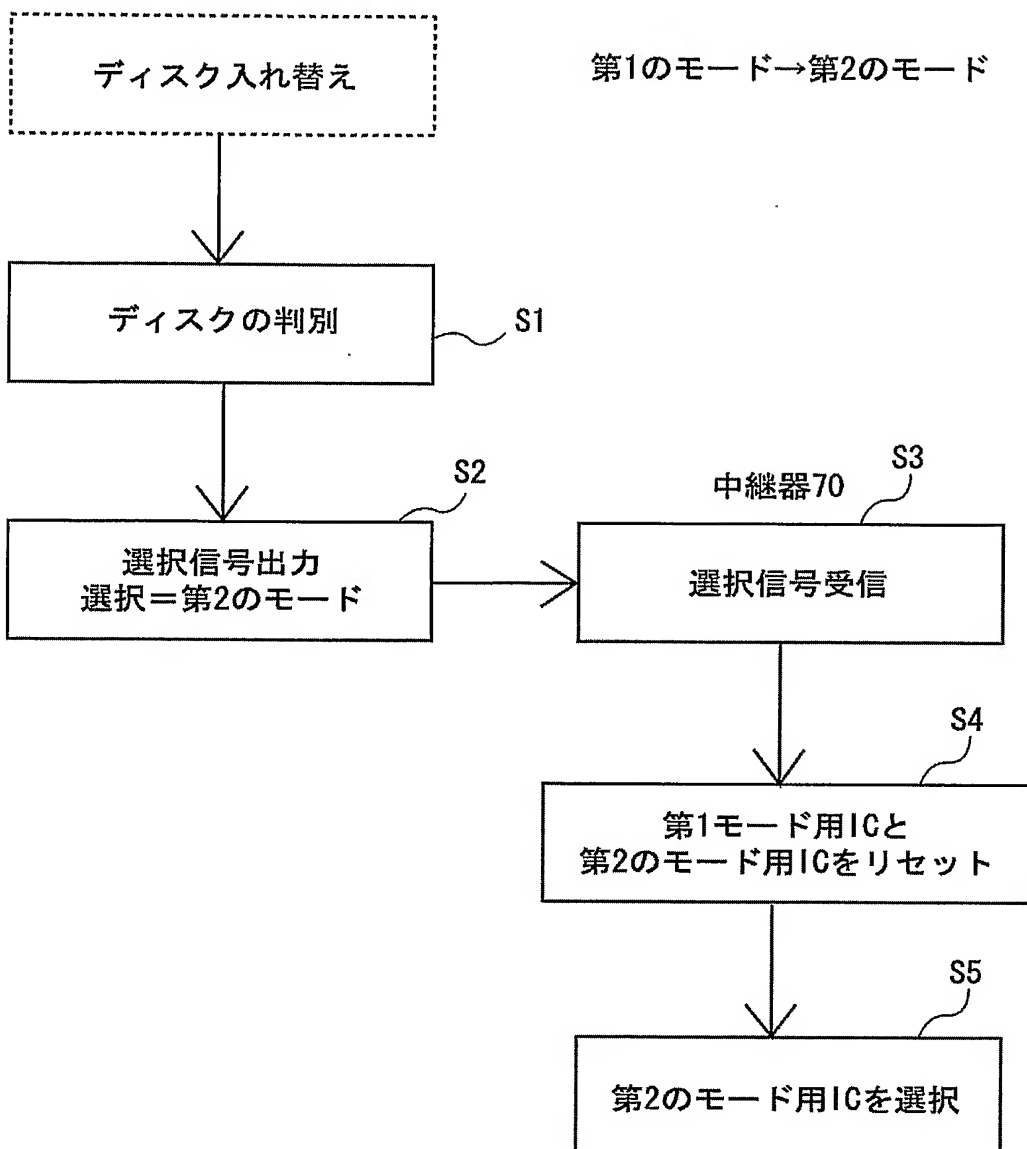 ディスク入れ替え
第1のモード→第2のモード
ディスクの判別
S1
S2
選択信号出力
選択＝第2のモード
中継器70
S3
選択信号受信
S4
第1モード用ICと
第2のモード用ICをリセット
S5
第2のモード用ICを選択